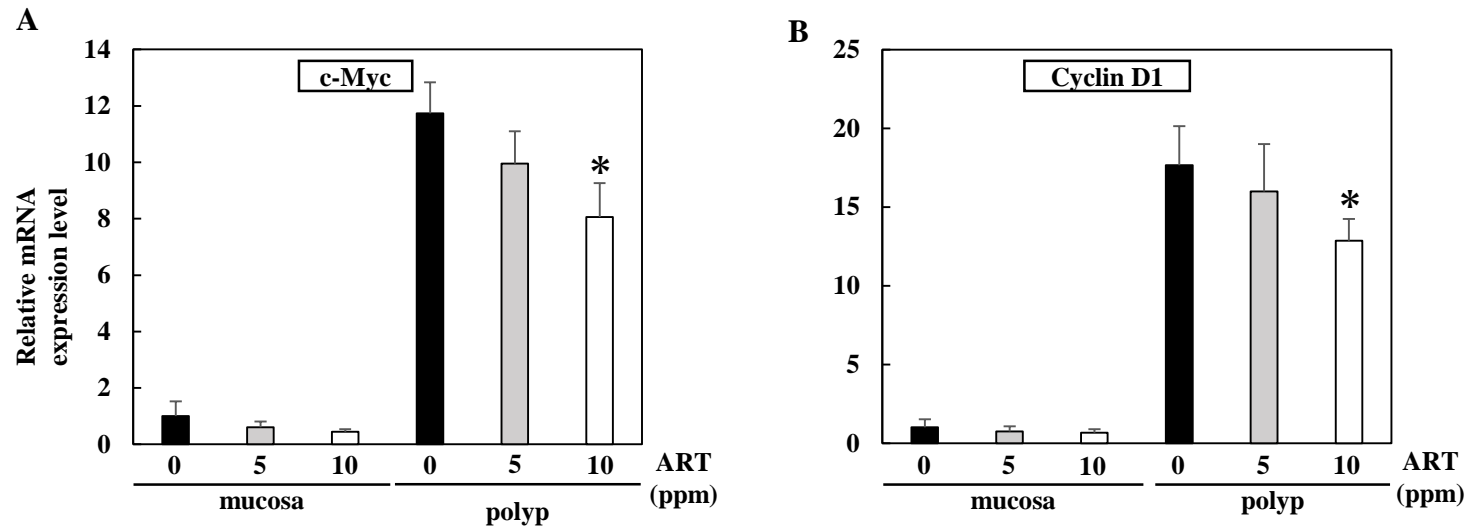 A
Relative mRNA
expression level
14
12
10
8
6
4
2
0
c-Myc
*
0 5 10 0 5 10 ART
(ppm)
mucosa polyp
B
25
20
15
10
5
0
Cyclin D1
*
0 5 10 0 5 10 ART
(ppm)
mucosa polyp